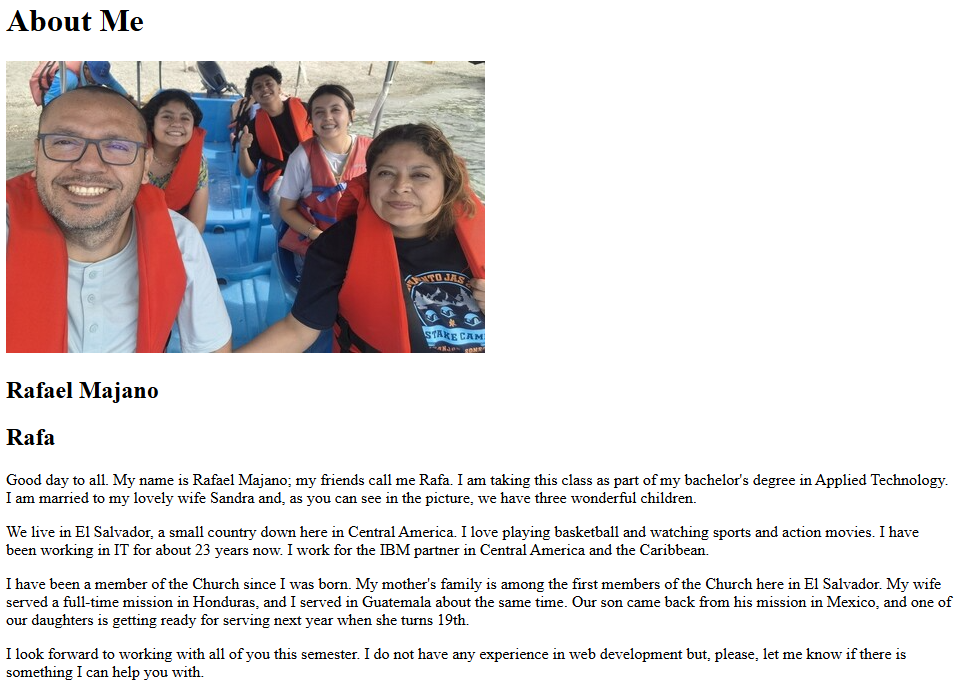 About Me
STAKE CAM
Rafael Majano
Rafa
Good day to all. My name is Rafael Majano; my friends call me Rafa. I am taking this class as part of my bachelor's degree in Applied Technology.
I am married to my lovely wife Sandra and, as you can see in the picture, we have three wonderful children.
We live in El Salvador, a small country down here in Central America. I love playing basketball and watching sports and action movies. I have
been working in IT for about 23 years now. I work for the IBM partner in Central America and the Caribbean.
I have been a member of the Church since I was born. My mother's family is among the first members of the Church here in El Salvador. My wife
served a full-time mission in Honduras, and I served in Guatemala about the same time. Our son came back from his mission in Mexico, and one of
our daughters is getting ready for serving next year when she turns 19th.
I look forward to working with all of you this semester. I do not have any experience in web development but, please, let me know if there is
something I can help you with.